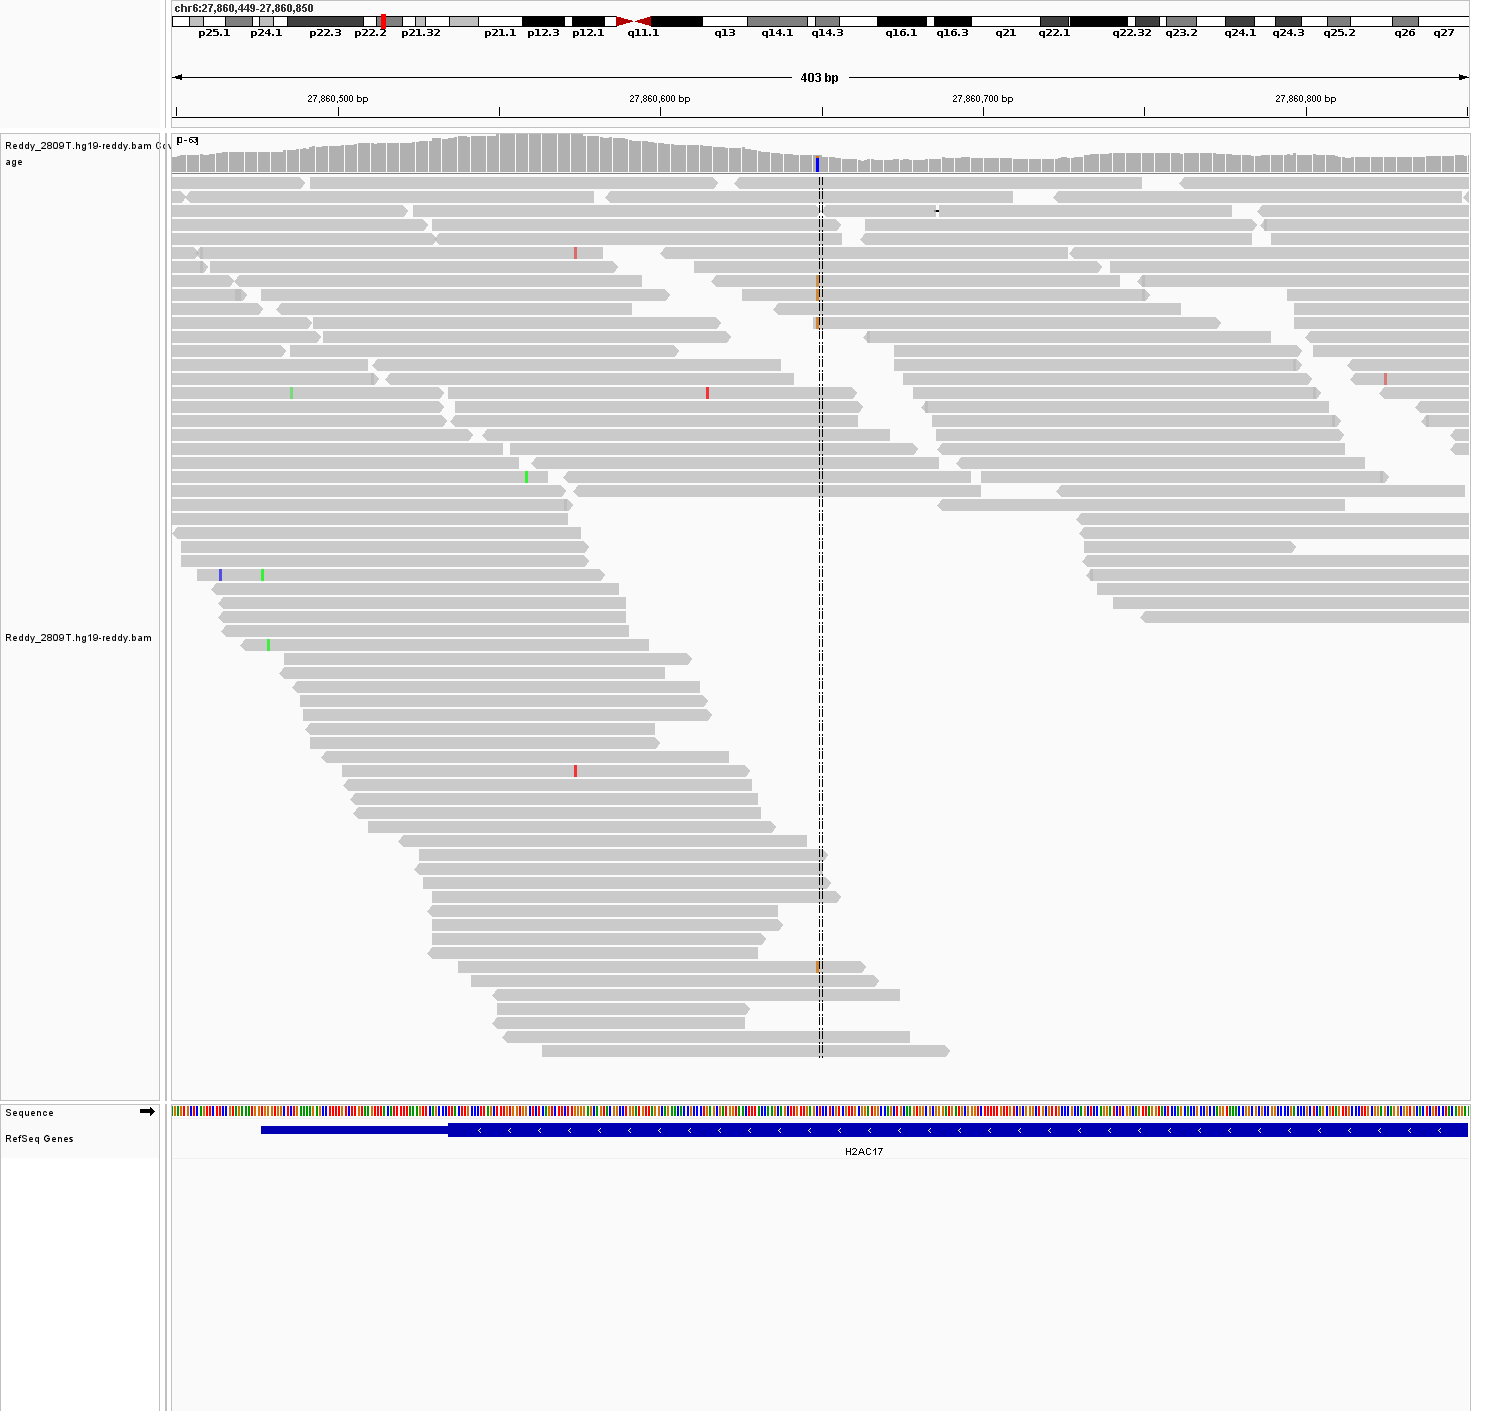 chr6:27,860,449-27,860,850
p25.1 p24.1 p22.3 p22.2 p21.32 p21.1 p12.3 p12.1 q11.1 q13 q14.1 q14.3 q16.1 q16.3 q21 q22.1 q22.32 q23.2 q24.1 q24.3 q25.2 q26 q27
403 bp
27,860,500 bp 27,860,600 bp 27,860,700 bp 27,860,800 bp
[0-63]
Reddy_2809T.hg19-reddy.bam Cov
age
Reddy_2809T.hg19-reddy.bam
Sequence
RefSeq Genes
H2AC17